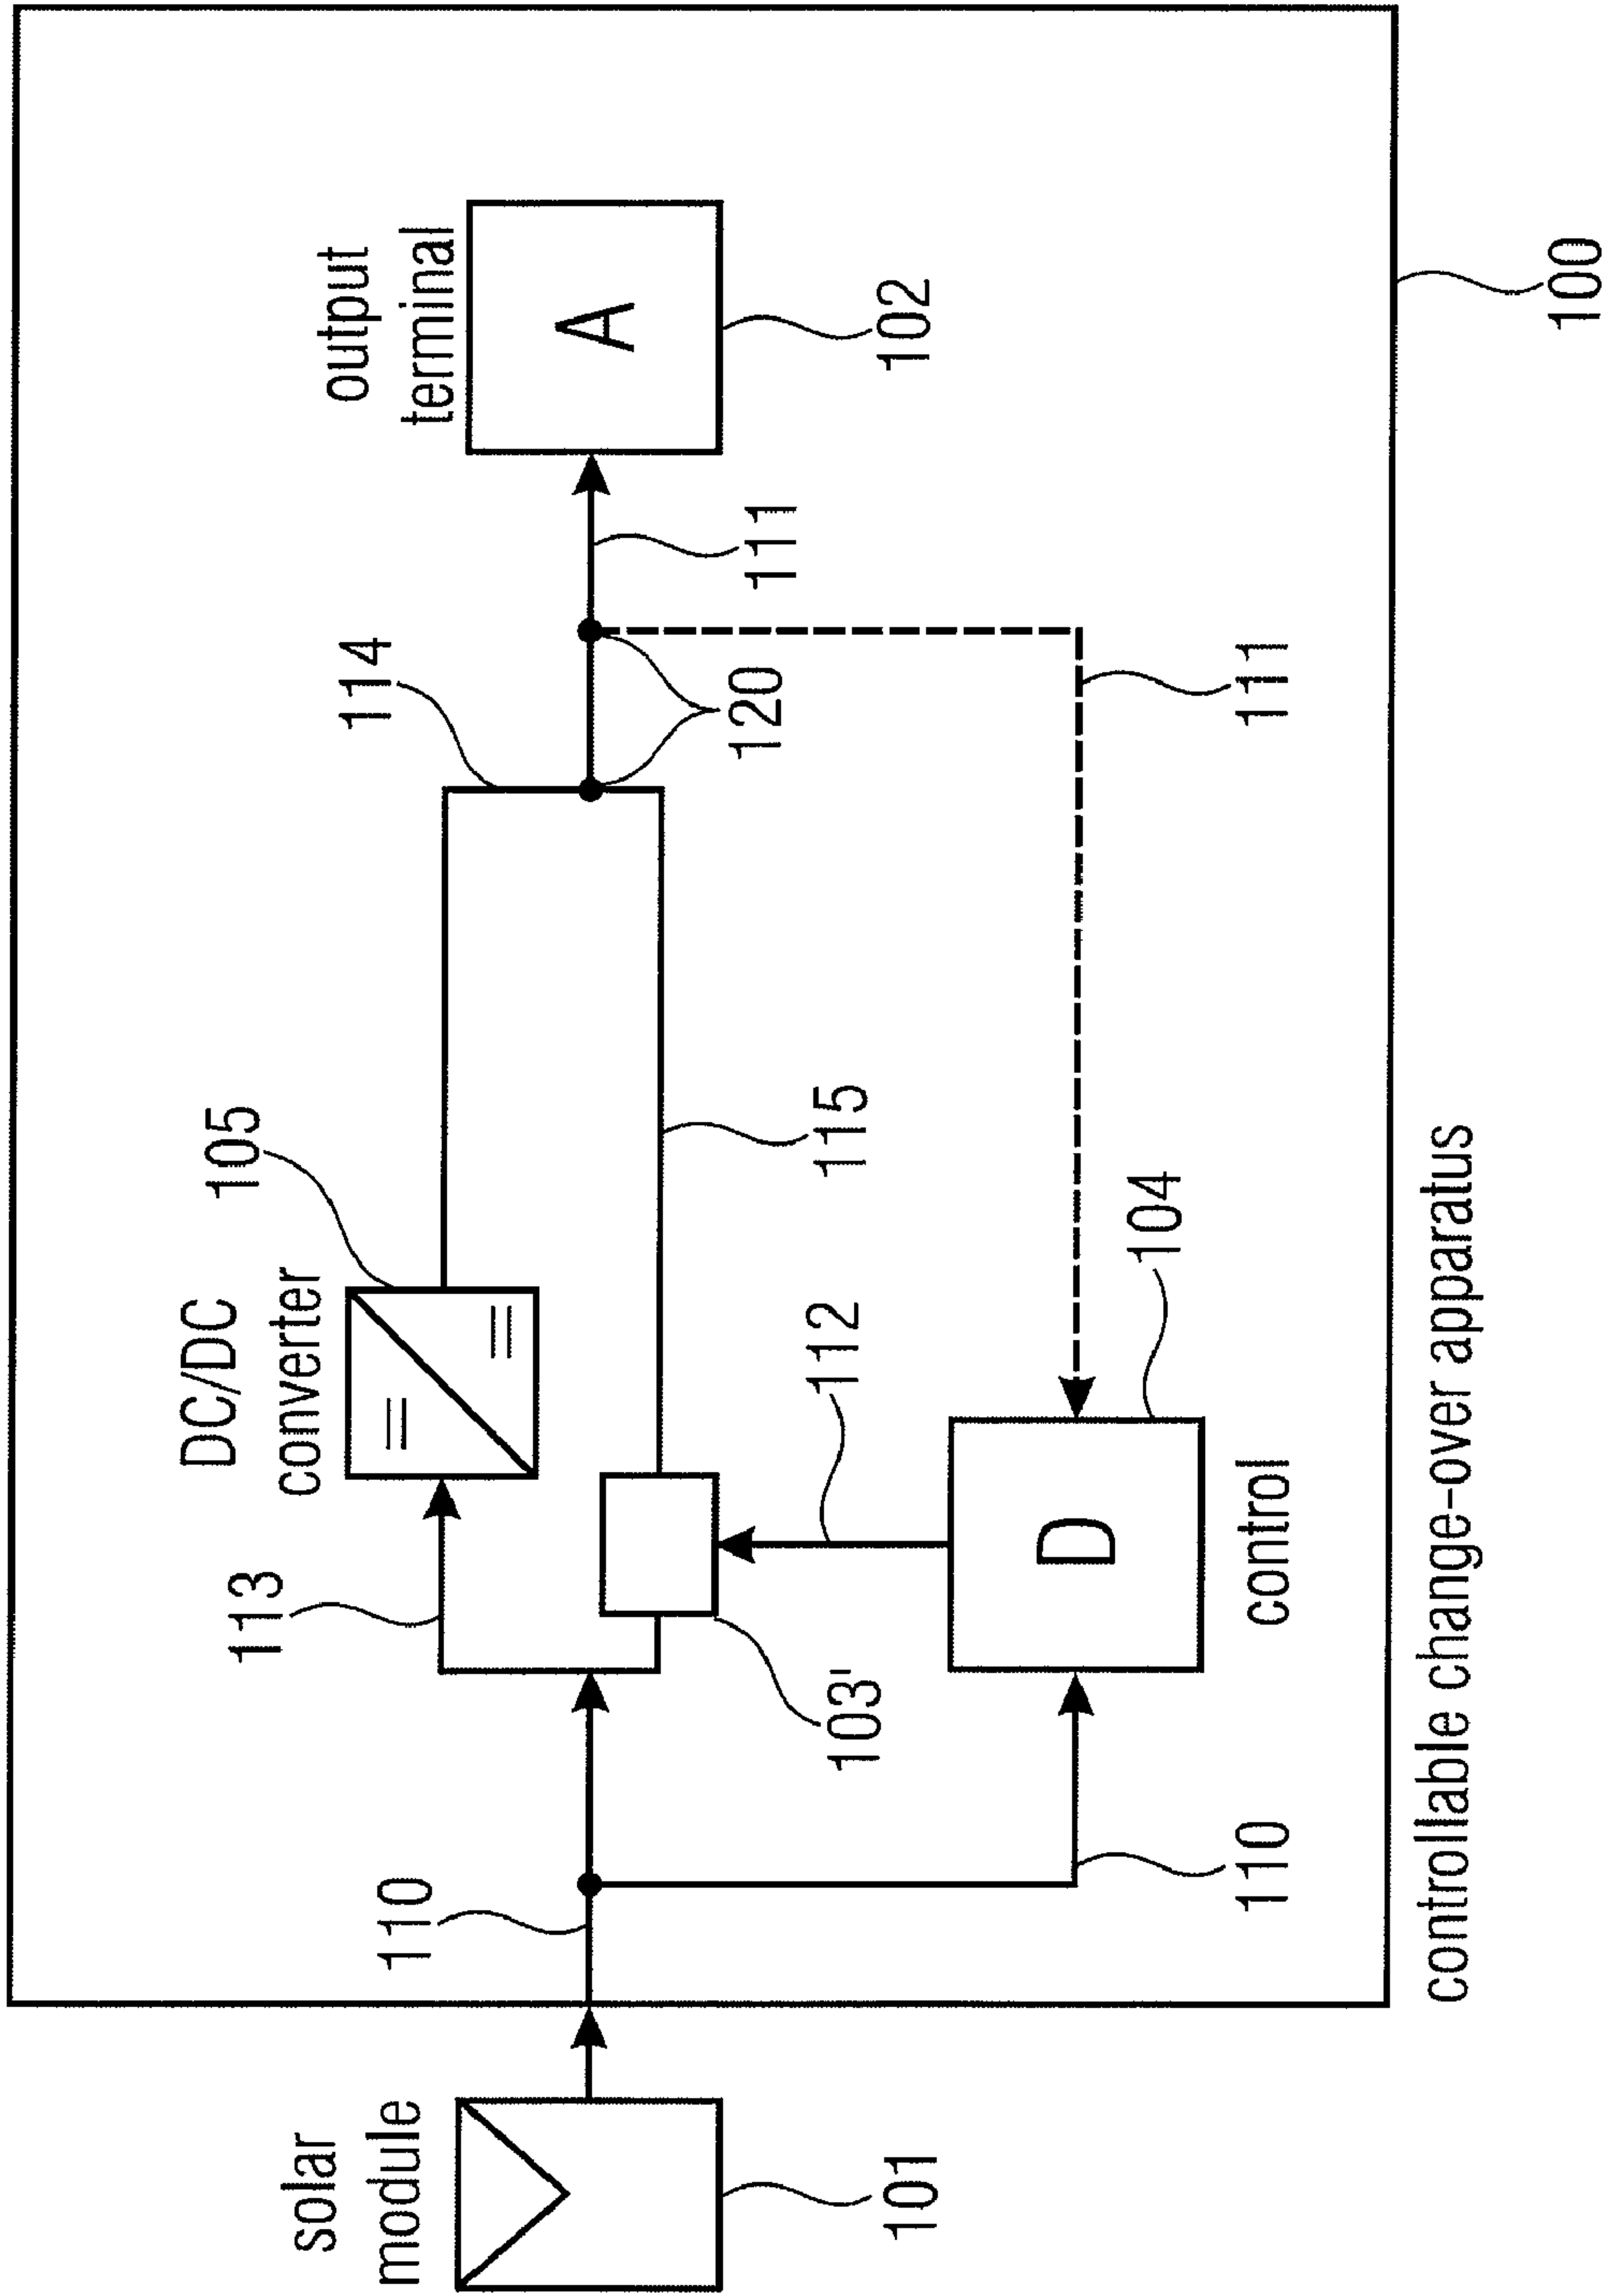 solar
module
101
110
110
113
DC/DC
converter
105
103'
112
D
control
104
115
114
120
111
111
output
terminal
A
102
controllable change-over apparatus
100